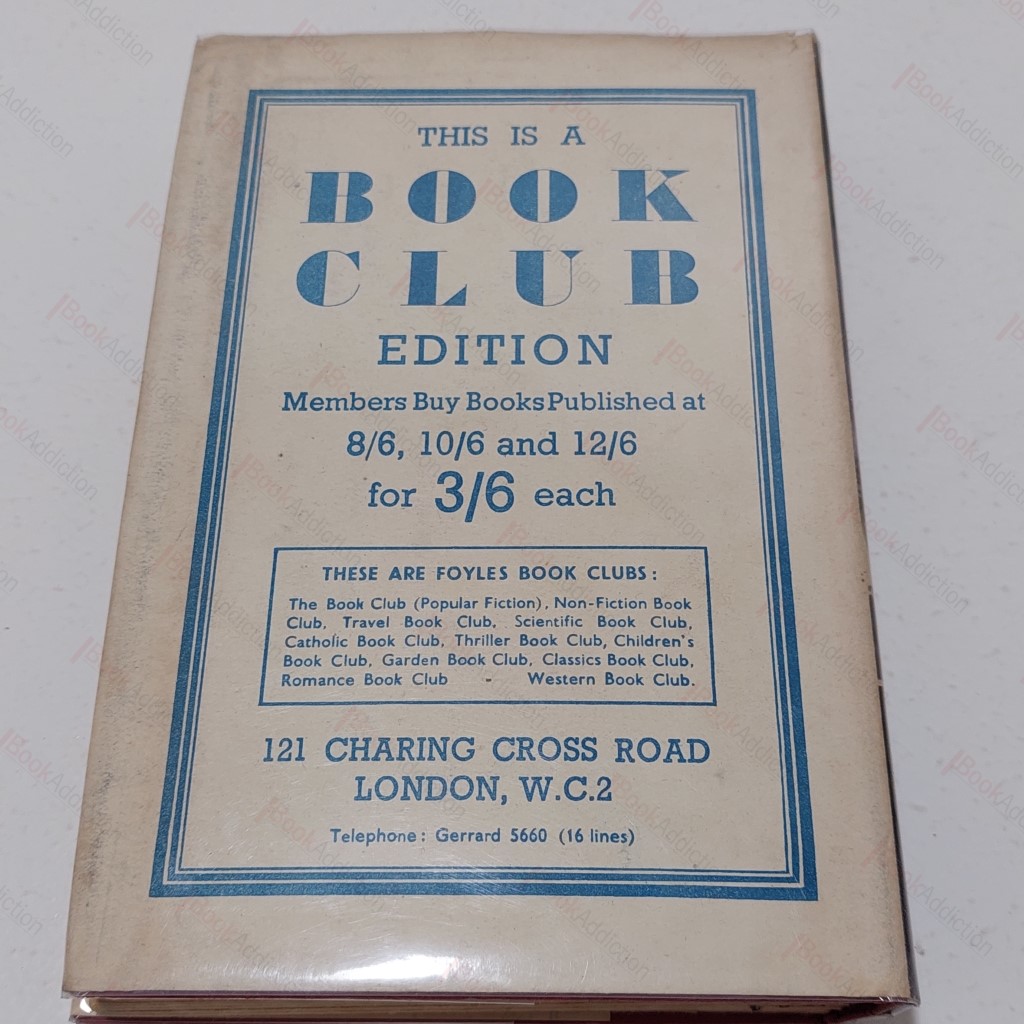 THIS IS A
BOOK
CLUB
EDITION
Members Buy Books Published at
8/6, 10/6 and 12/6
for 3/6 each
THESE ARE FOYLES BOOK CLUBS:
The Book Club (Popular Fiction), Non-Fiction Book
Club, Travel Book Club, Scientific Book Club,
Catholic Book Club, Thriller Book Club, Children's
Book Club, Garden Book Club, Classics Book Club,
Romance Book Club - Western Book Club.
121 CHARING CROSS ROAD
LONDON, W.C.2
Telephone: Gerrard 5660 (16 lines)
BookAddiction